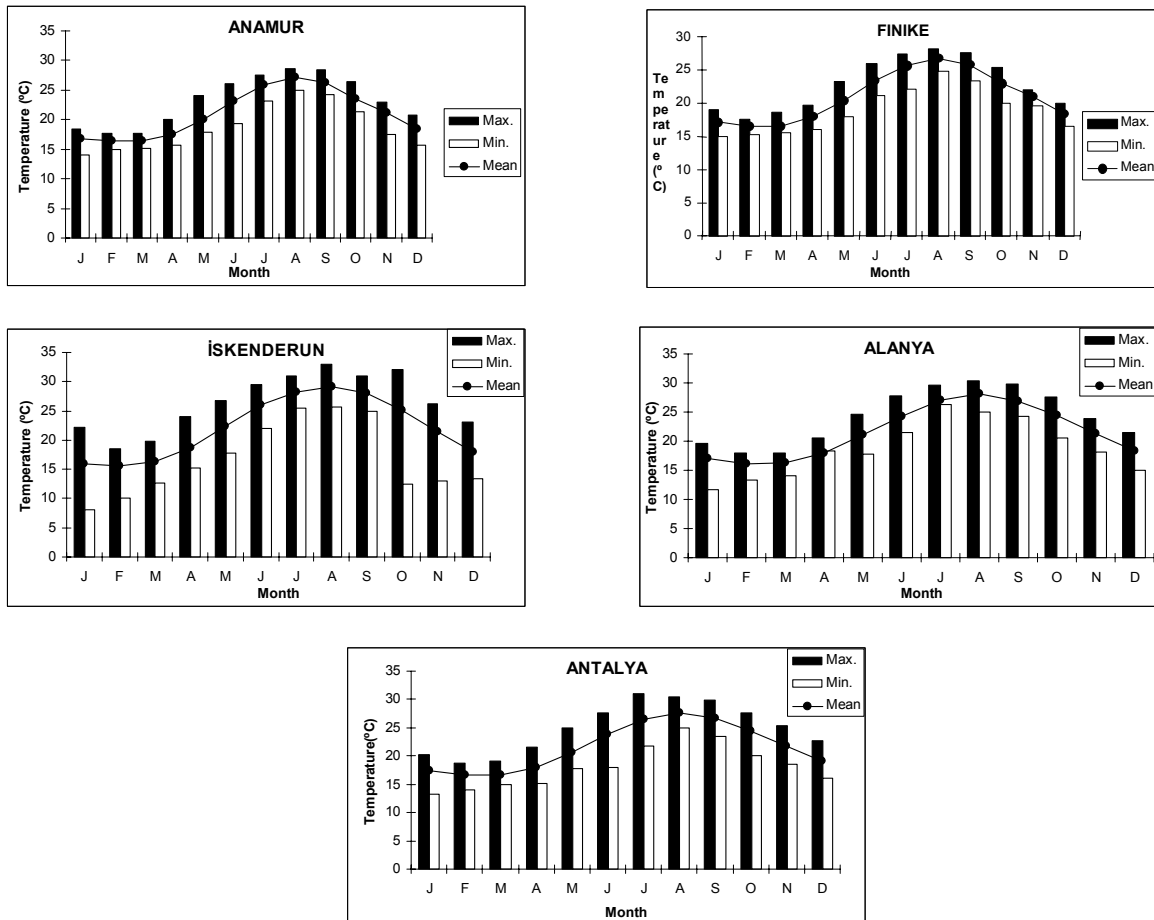 ANAMUR
35
30
25
20
15
10
5
0
Temperature (ºC)
J F M A M J J A S O N D
Month
Max.
Min.
Mean
FINIKE
30
25
20
15
10
5
0
Te
m
pe
rat
ur
e (º
C)
J F M A M J J A S O N D
Month
Max.
Min.
Mean
İSKENDERUN
35
30
25
20
15
10
5
0
Temperature (ºC)
J F M A M J J A S O N D
Month
Max.
Min.
Mean
ALANYA
35
30
25
20
15
10
5
0
Temperature (ºC)
J F M A M J J A S O N D
Month
Max.
Min.
Mean
ANTALYA
35
30
25
20
15
10
5
0
Temperature(ºC)
J F M A M J J A S O N D
Month
Max.
Min.
Mean